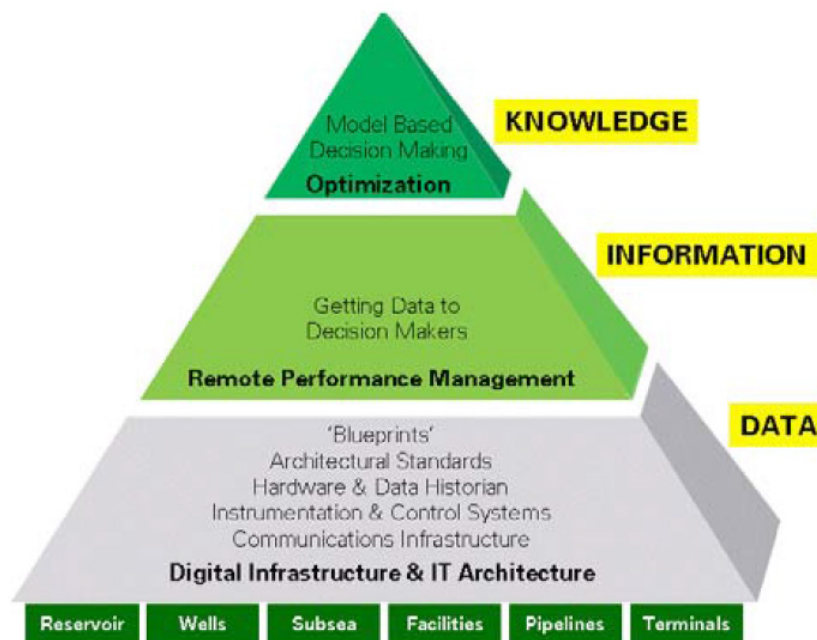 Model Based
Decision Making
Optimization
KNOWLEDGE
Getting Data to
Decision Makers
Remote Performance Management
INFORMATION
'Blueprints'
Architectural Standards
Hardware & Data Historian
Instrumentation & Control Systems
Communications Infrastructure
Digital Infrastructure & IT Architecture
DATA
Reservoir Wells Subsea Facilities Pipelines Terminals